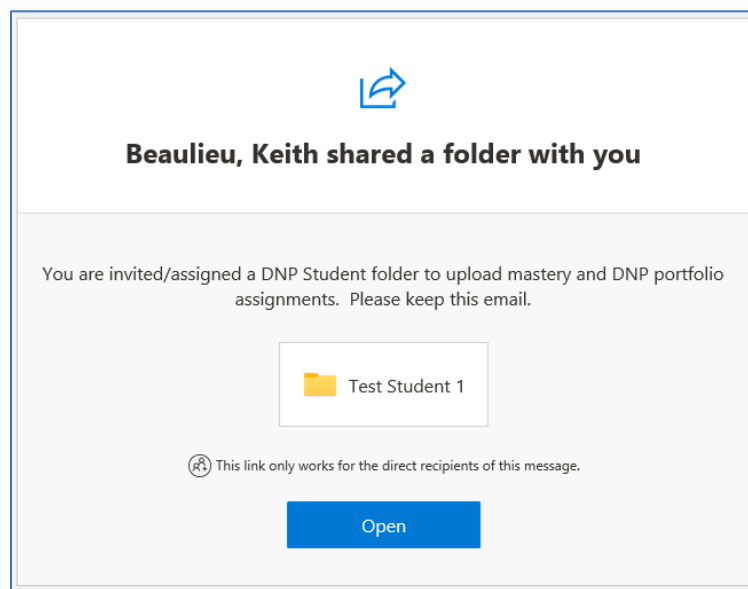 Beaulieu, Keith shared a folder with you
You are invited/assigned a DNP Student folder to upload mastery and DNP portfolio
assignments.  Please keep this email.
Test Student 1
This link only works for the direct recipients of this message.
Open